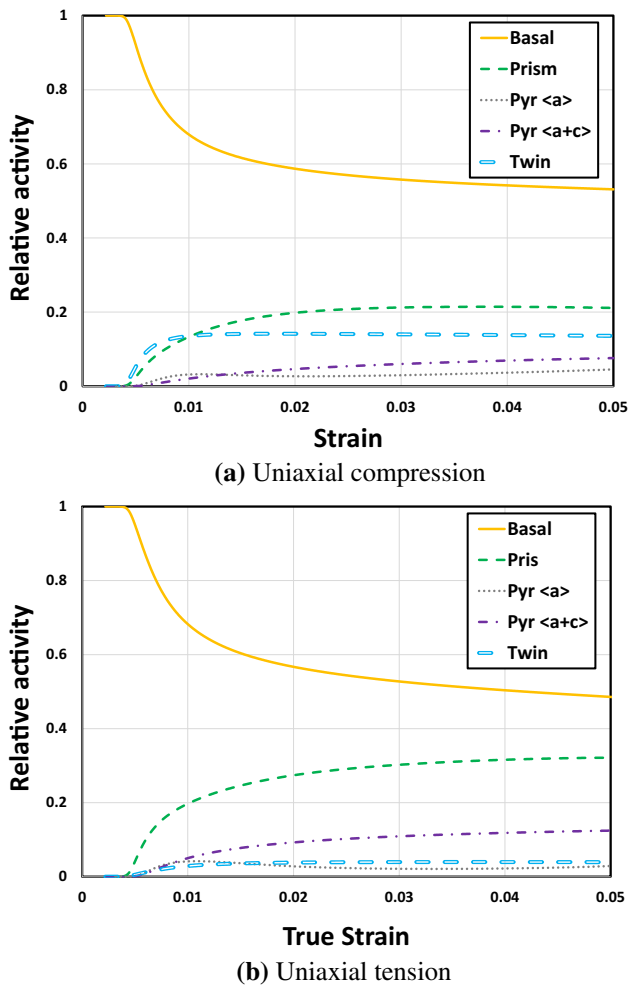 1
0.8
0.6
0.4
0.2
0
Relative activity
Basal
Prism
Pyr <a>
Pyr <a+c>
Twin
0 0.01 0.02 0.03 0.04 0.05
Strain
(a) Uniaxial compression
1
0.8
0.6
0.4
0.2
0
Relative activity
Basal
Pris
Pyr <a>
Pyr <a+c>
Twin
0 0.01 0.02 0.03 0.04 0.05
True Strain
(b) Uniaxial tension